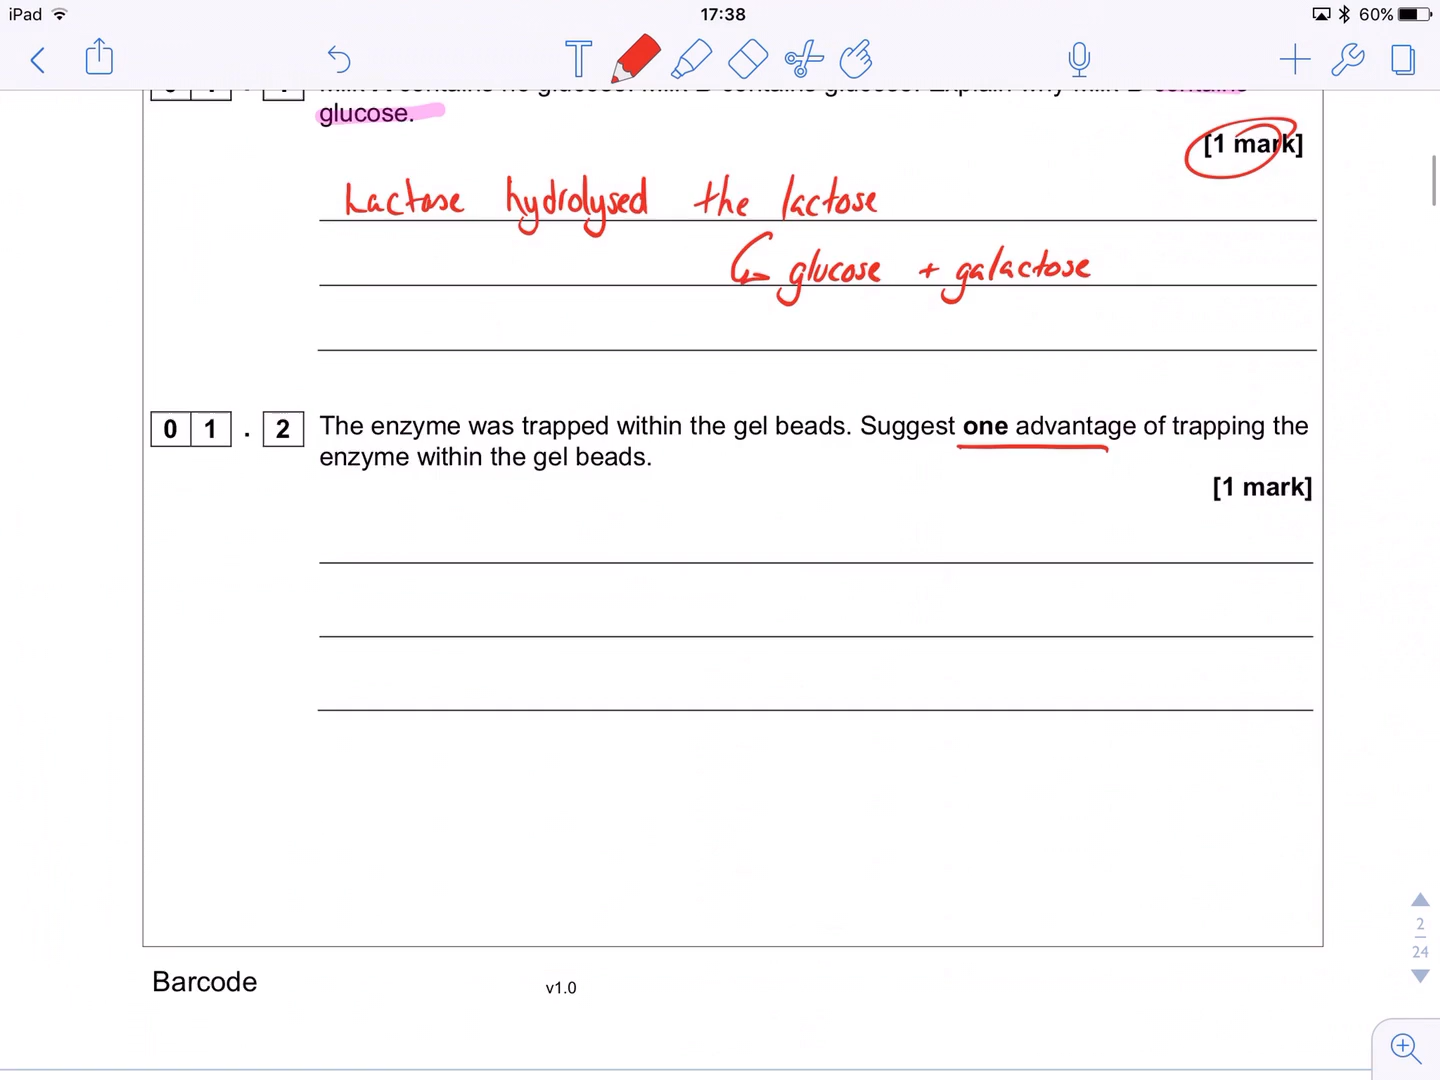 iPad 17:38 60%
glucose.
[1 mark]
Lactase hydrolysed the lactose
glucose + galactose
0 1 . 2 The enzyme was trapped within the gel beads. Suggest one advantage of trapping the
enzyme within the gel beads.
[1 mark]
2
24
Barcode v1.0